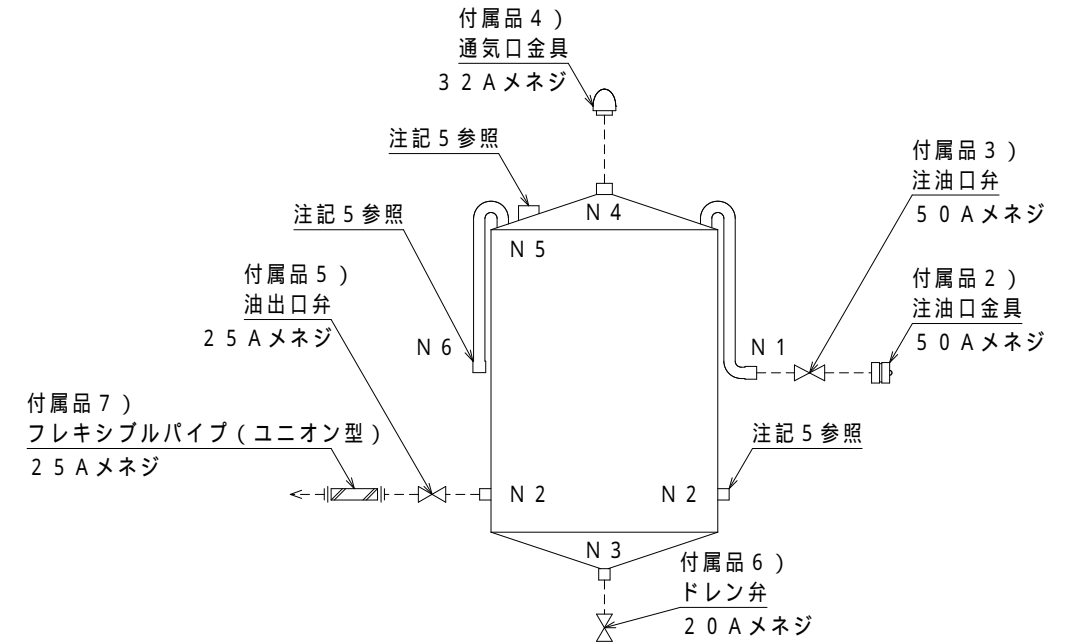 付属品４）
通気口金具
３２Ａメネジ
注記５参照
注記５参照
付属品３）
注油口弁
５０Ａメネジ
付属品５）
油出口弁
２５Ａメネジ
付属品２）
注油口金具
５０Ａメネジ
Ｎ４
Ｎ５
Ｎ６
Ｎ１
付属品７）
フレキシブルパイプ（ユニオン型）
２５Ａメネジ
注記５参照
Ｎ２
Ｎ２
Ｎ３
付属品６）
ドレン弁
２０Ａメネジ